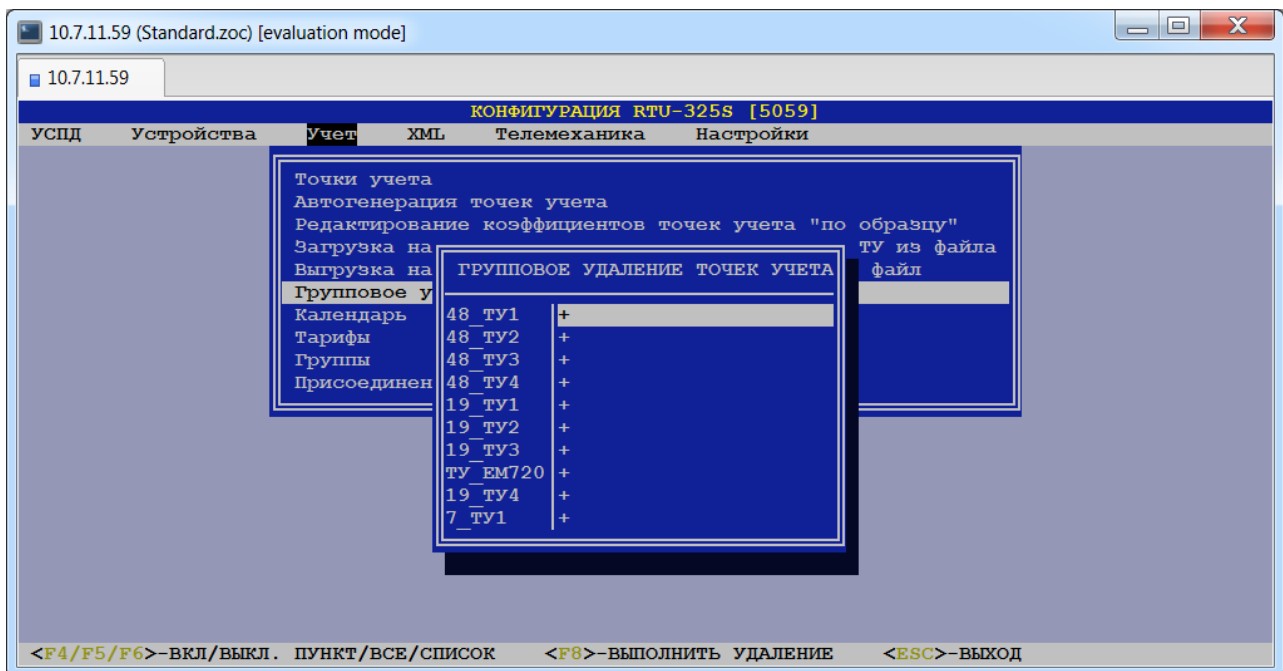 10.7.11.59 (Standard.zoc) [evaluation mode]
10.7.11.59
КОНФИГУРАЦИЯ RTU-325S [5059]
УСПД Устройства Учет XML Телемеханика Настройки
Точки учета
Автогенерация точек учета
Редактирование коэффициентов точек учета "по образцу"
Загрузка на ТУ из файла
Выгрузка на файл
Групповое у
Календарь
Тарифы
Группы
Присоединен
ГРУППОВОЕ УДАЛЕНИЕ ТОЧЕК УЧЕТА
48_ТУ1 +
48_ТУ2 +
48_ТУ3 +
48_ТУ4 +
19_ТУ1 +
19_ТУ2 +
19_ТУ3 +
ТУ_ЕМ720 +
19_ТУ4 +
7_ТУ1 +
<F4/F5/F6>-ВКЛ/ВЫКЛ. ПУНКТ/ВСЕ/СПИСОК <F8>-ВЫПОЛНИТЬ УДАЛЕНИЕ <ESC>-ВЫХОД